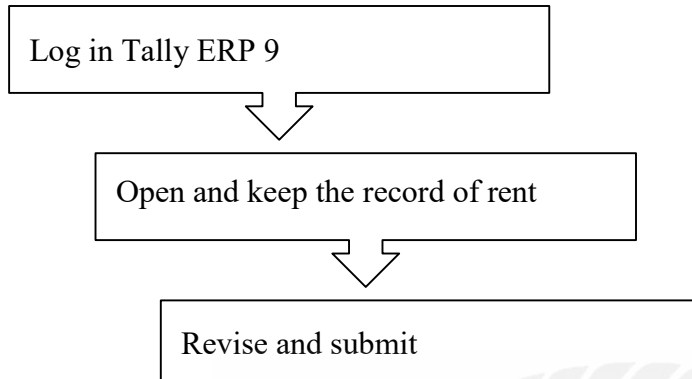 Log in Tally ERP 9
Open and keep the record of rent
Revise and submit